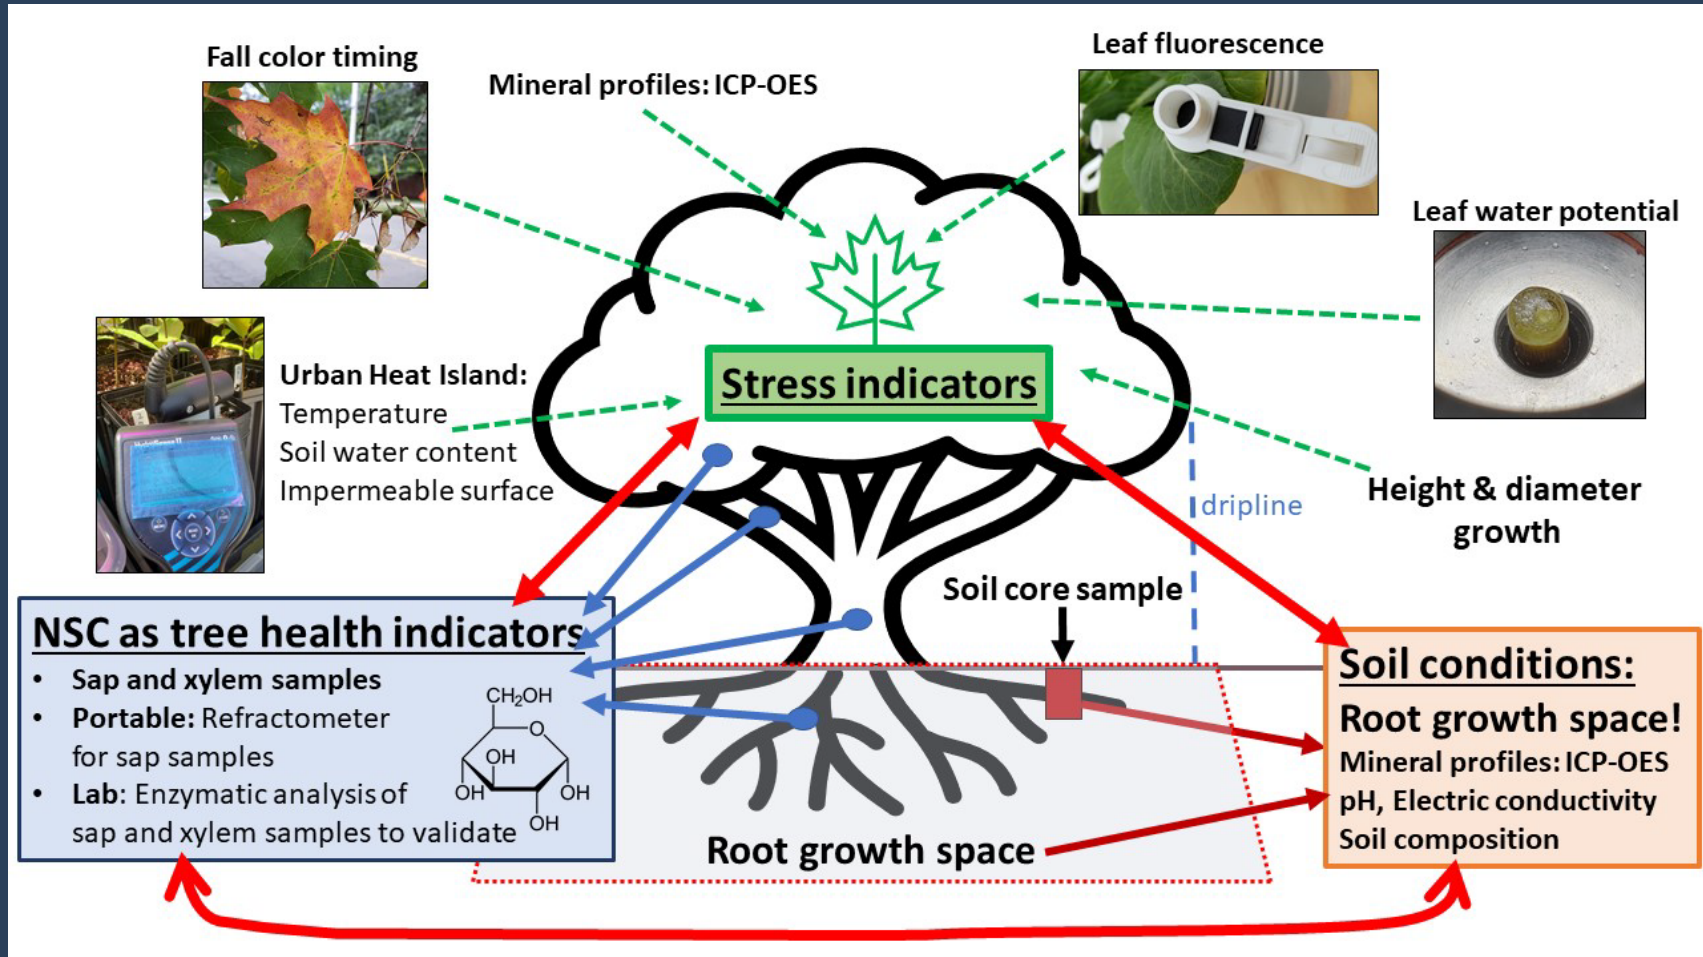 Fall color timing
Mineral profiles: ICP-OES
Leaf fluorescence
Leaf water potential
Urban Heat Island:
Temperature
Soil water content
Impermeable surface
Stress indicators
Height & diameter
growth
dripline
Soil core sample
NSC as tree health indicators
• Sap and xylem samples
• Portable: Refractometer
for sap samples
• Lab: Enzymatic analysis of
sap and xylem samples to validate
CH₂OH
O
OH
OH
OH
OH
Root growth space
Soil conditions:
Root growth space!
Mineral profiles: ICP-OES
pH, Electric conductivity
Soil composition